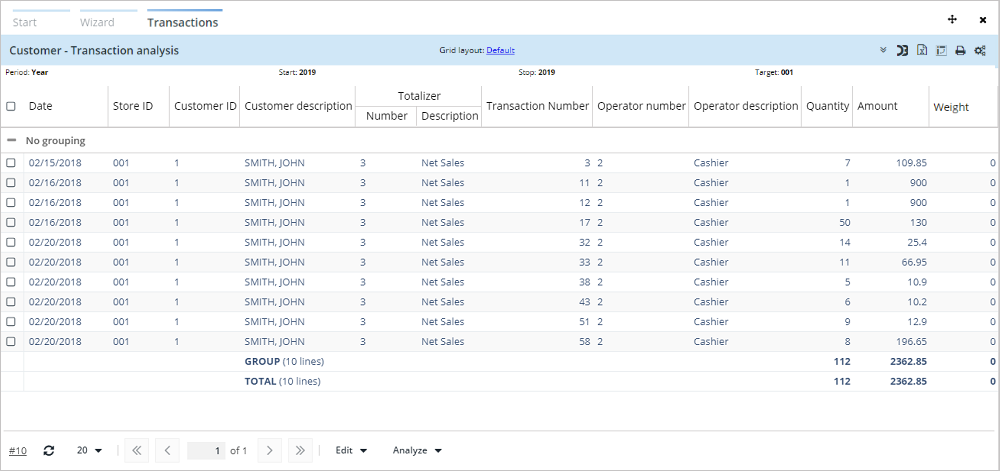 Start Wizard Transactions
Customer - Transaction analysis Grid layout: Default
Period: Year Start: 2019 Stop: 2019 Target: 001
Date Store ID Customer ID Customer description Totalizer Transaction Number Operator number Operator description Quantity Amount Weight
Number Description
No grouping
02/15/2018 001 1 SMITH, JOHN 3 Net Sales 3 2 Cashier 7 109.85 0
02/16/2018 001 1 SMITH, JOHN 3 Net Sales 11 2 Cashier 1 900 0
02/16/2018 001 1 SMITH, JOHN 3 Net Sales 12 2 Cashier 1 900 0
02/16/2018 001 1 SMITH, JOHN 3 Net Sales 17 2 Cashier 50 130 0
02/20/2018 001 1 SMITH, JOHN 3 Net Sales 32 2 Cashier 14 25.4 0
02/20/2018 001 1 SMITH, JOHN 3 Net Sales 33 2 Cashier 11 66.95 0
02/20/2018 001 1 SMITH, JOHN 3 Net Sales 38 2 Cashier 5 10.9 0
02/20/2018 001 1 SMITH, JOHN 3 Net Sales 43 2 Cashier 6 10.2 0
02/20/2018 001 1 SMITH, JOHN 3 Net Sales 51 2 Cashier 9 12.9 0
02/20/2018 001 1 SMITH, JOHN 3 Net Sales 58 2 Cashier 8 196.65 0
GROUP (10 lines) 112 2362.85 0
TOTAL (10 lines) 112 2362.85 0
#10 20 1 of 1 Edit Analyze